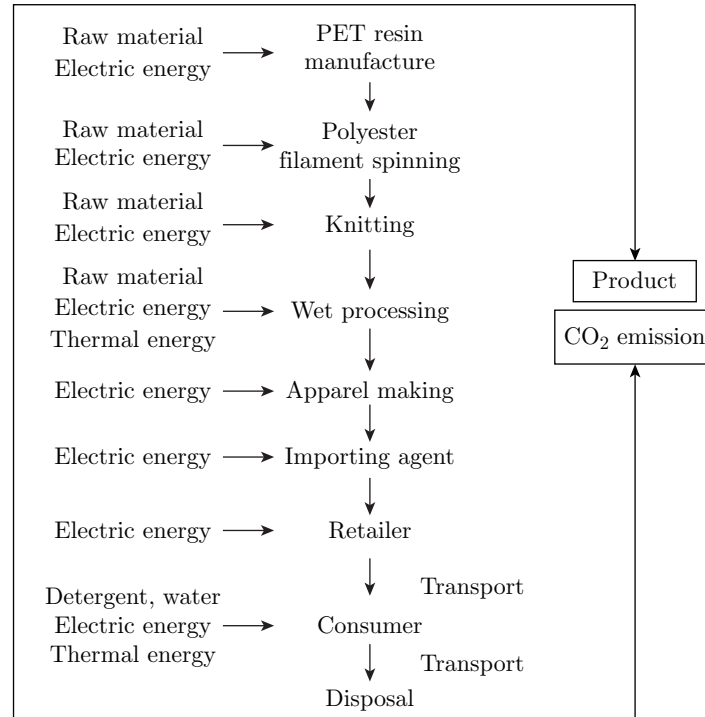 Raw material
Electric energy
PET resin
manufacture
Raw material
Electric energy
Polyester
filament spinning
Raw material
Electric energy
Knitting
Raw material
Electric energy
Thermal energy
Wet processing
Product
CO₂ emission
Electric energy
Apparel making
Electric energy
Importing agent
Electric energy
Retailer
Transport
Detergent, water
Electric energy
Thermal energy
Consumer
Transport
Disposal